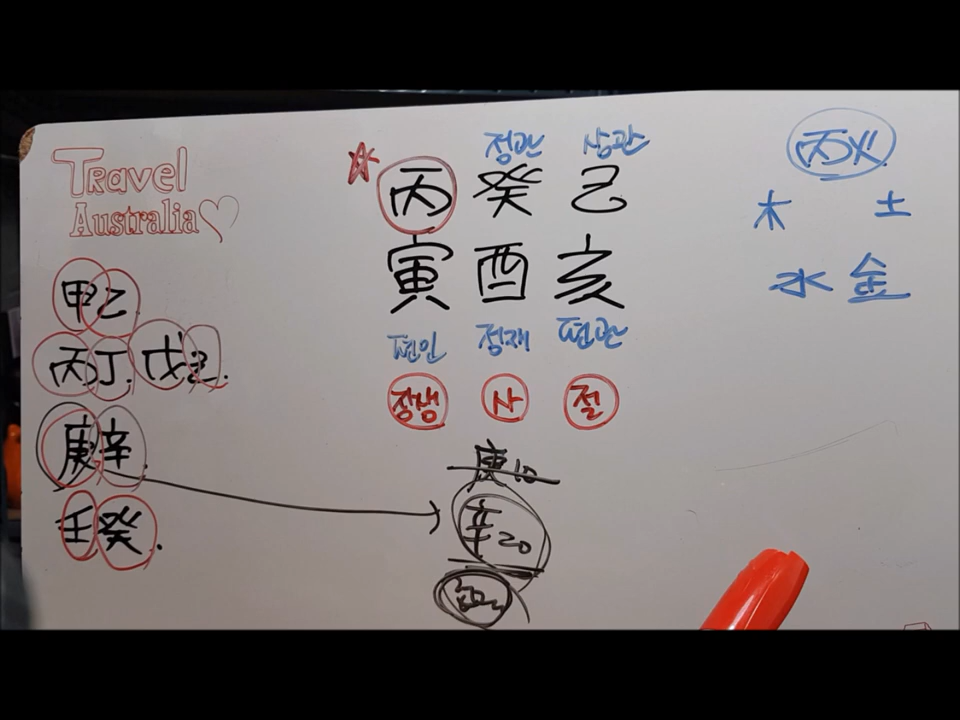 Travel
Australia
甲乙
丙丁. 戊己.
庚辛.
壬癸.
정관 상관
丙癸己
寅酉亥
편인 정재 편관
장생 사 절
庚10
辛20
丙火
木 土
水 金